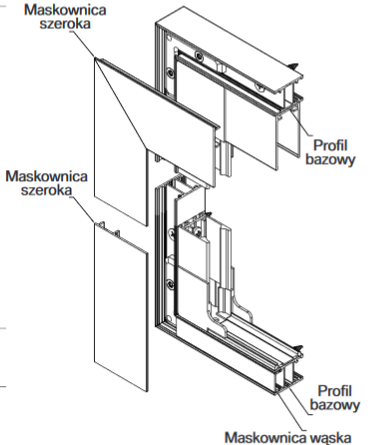 Maskownica
szeroka
Profil
bazowy
Maskownica
szeroka
Profil
bazowy
Maskownica wąska